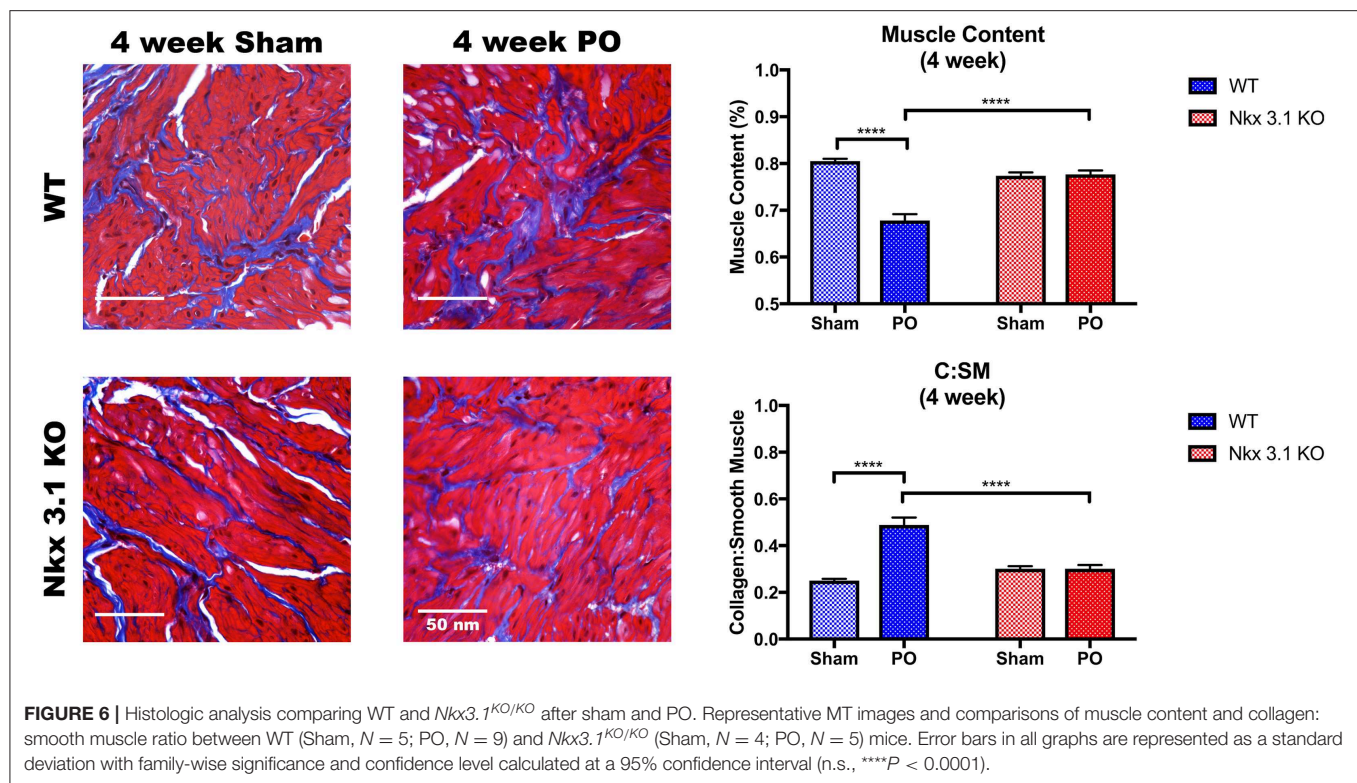 4 week Sham
4 week PO
WT
Nkx 3.1 KO
50 nm
Muscle Content
(4 week)
Muscle Content (%)
1.0
0.9
0.8
0.7
0.6
0.5
****
****
Sham
PO
Sham
PO
WT
Nkx 3.1 KO
C:SM
(4 week)
Collagen:Smooth Muscle
1.0
0.8
0.6
0.4
0.2
0.0
****
****
Sham
PO
Sham
PO
WT
Nkx 3.1 KO
FIGURE 6 | Histologic analysis comparing WT and Nkx3.1^KO/KO after sham and PO. Representative MT images and comparisons of muscle content and collagen:
smooth muscle ratio between WT (Sham, N = 5; PO, N = 9) and Nkx3.1^KO/KO (Sham, N = 4; PO, N = 5) mice. Error bars in all graphs are represented as a standard
deviation with family-wise significance and confidence level calculated at a 95% confidence interval (n.s., ****P < 0.0001).